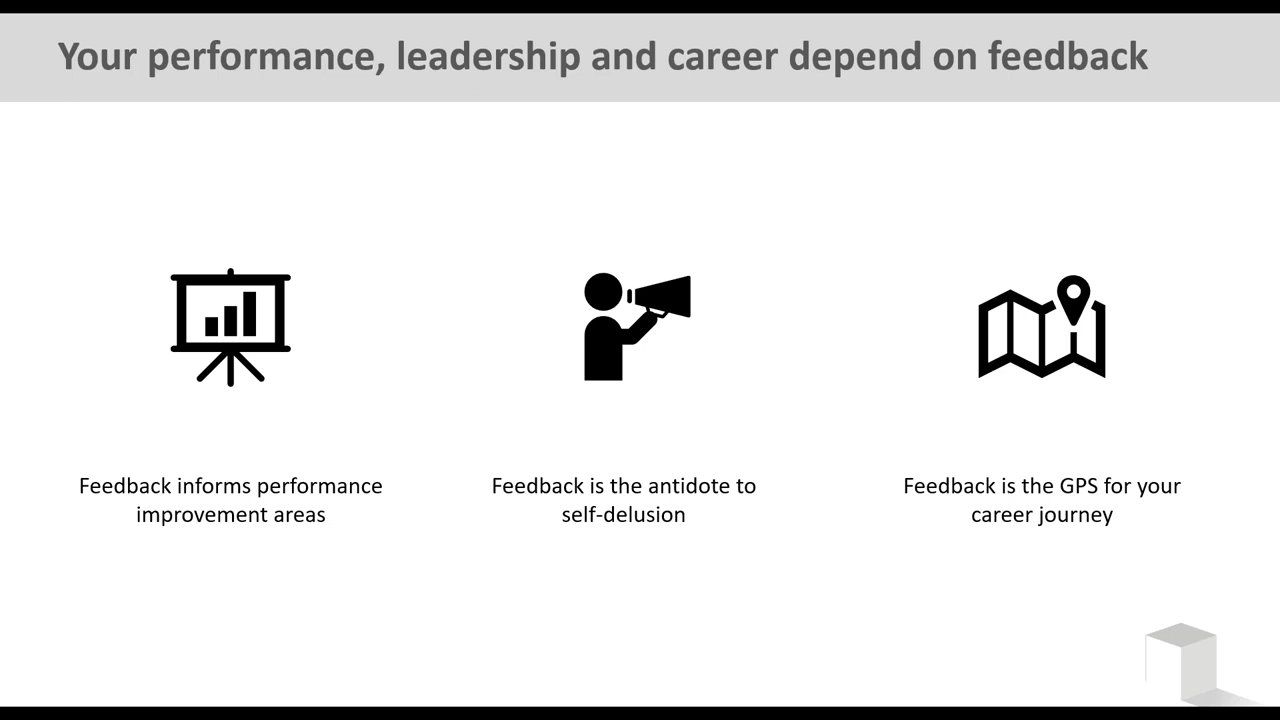 Your performance, leadership and career depend on feedback
Feedback informs performance
improvement areas
Feedback is the antidote to
self-delusion
Feedback is the GPS for your
career journey